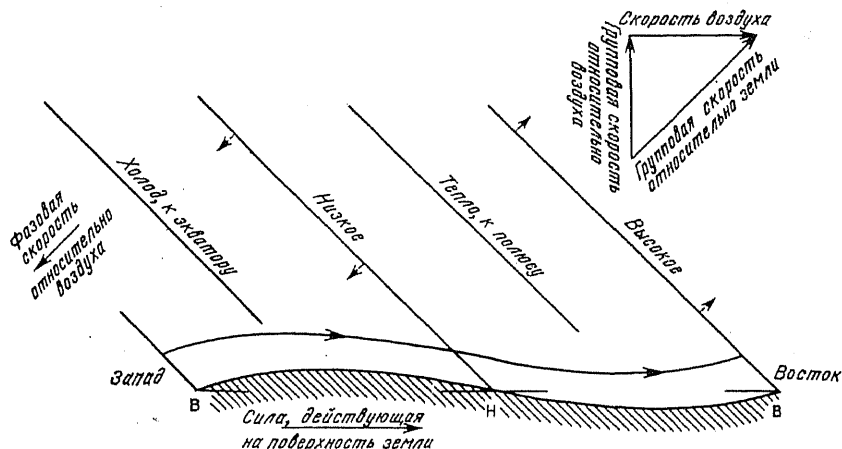 Скорость воздуха
Групповая скорость
относительно
воздуха
Групповая скорость
относительно земли
Фазовая
скорость
относительно
воздуха
Холод, к экватору
Низкое
Тепло, к полюсу
Высокое
Запад
Восток
В
Н
В
Сила, действующая
на поверхность земли